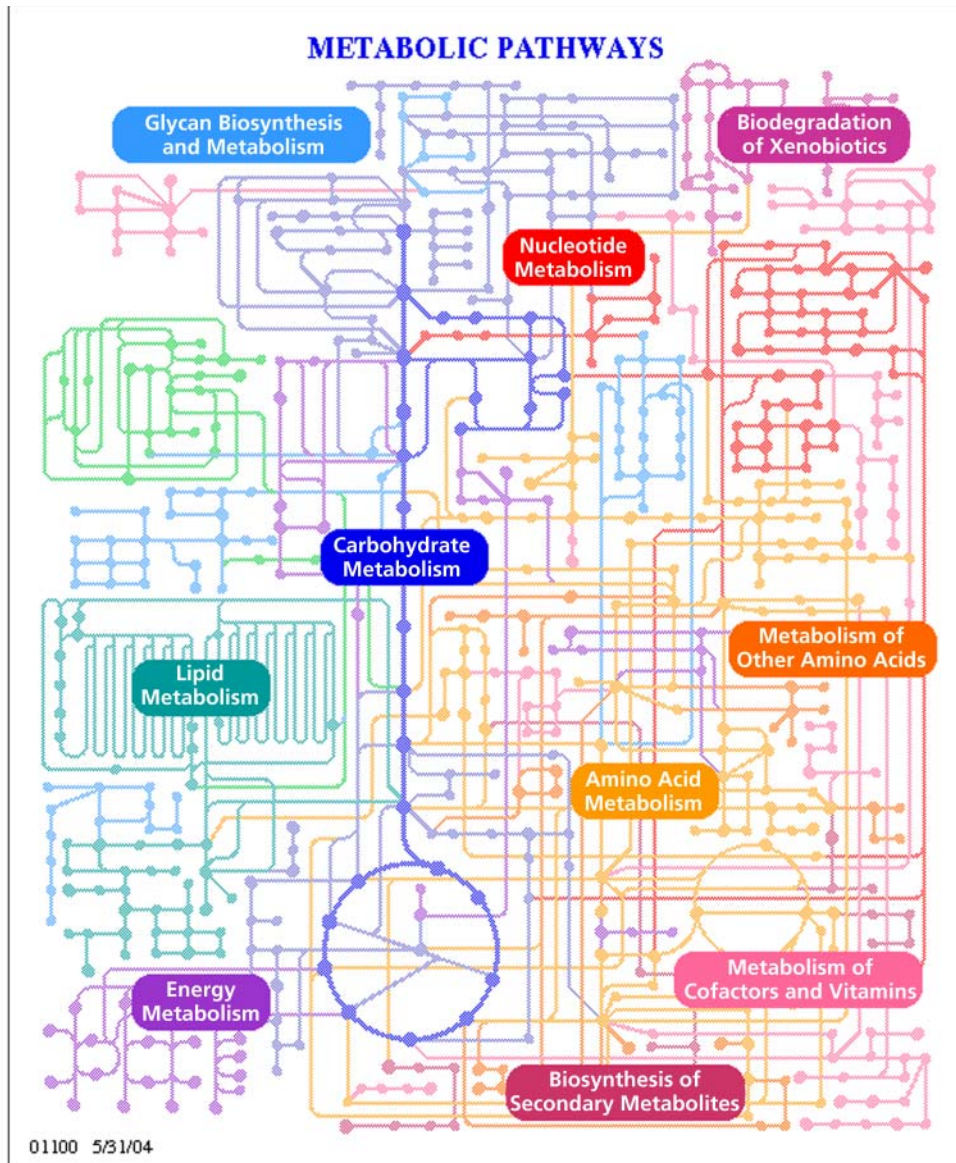 METABOLIC PATHWAYS
Glycan Biosynthesis
and Metabolism
Biodegradation
of Xenobiotics
Nucleotide
Metabolism
Carbohydrate
Metabolism
Metabolism of
Other Amino Acids
Lipid
Metabolism
Amino Acid
Metabolism
Metabolism of
Cofactors and Vitamins
Energy
Metabolism
Biosynthesis of
Secondary Metabolites
01100 5/31/04